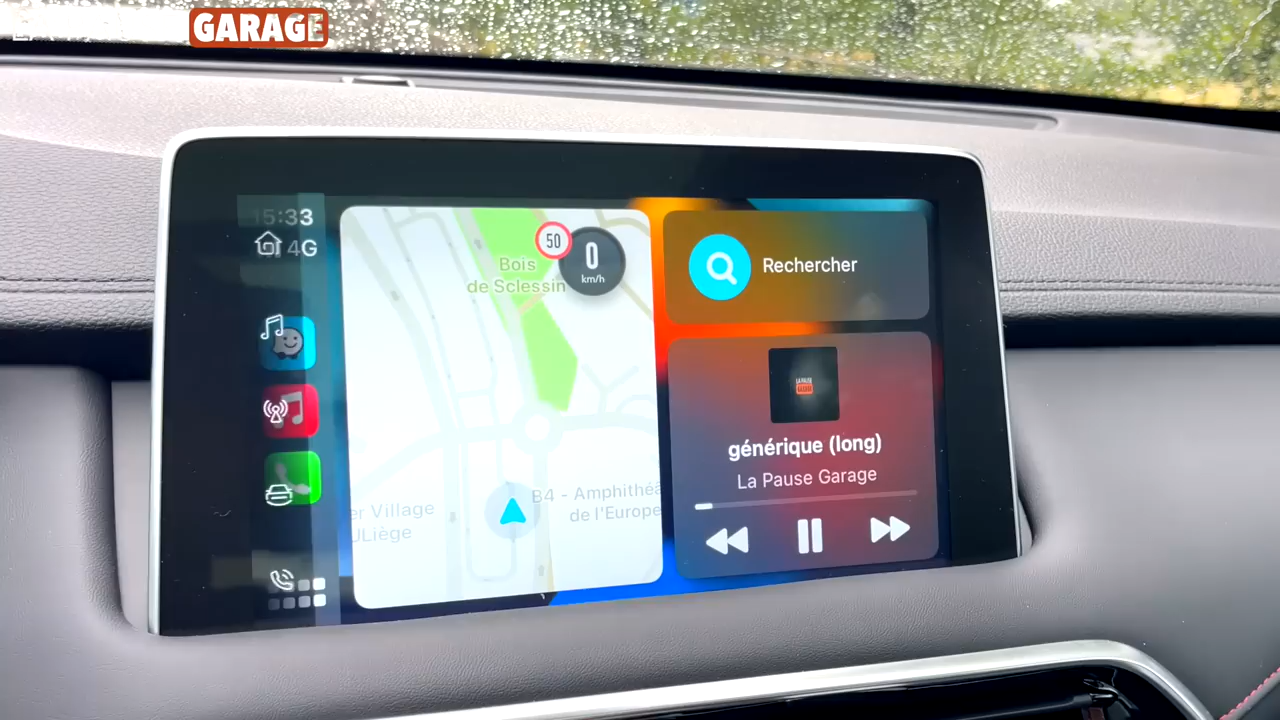 GARAGE
15:33
4G
50
0
km/h
Bois
de Sclessin
Rechercher
générique (long)
La Pause Garage
er Village
ULiège
B4 - Amphithéâ
de l'Europe